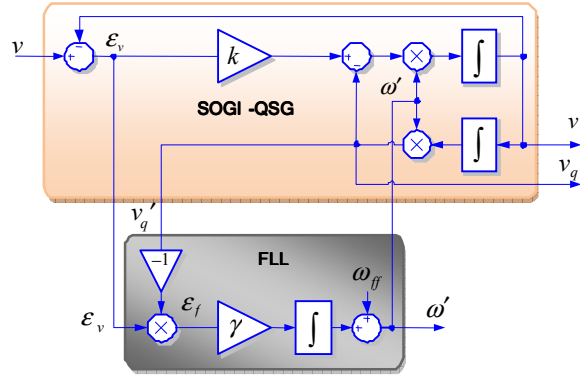 v
ε_v
k
ω′
∫
SOGI -QSG
∫
v
v_q
v_q′
-1
FLL
ω_ff
ε_v
ε_f
γ
∫
ω′